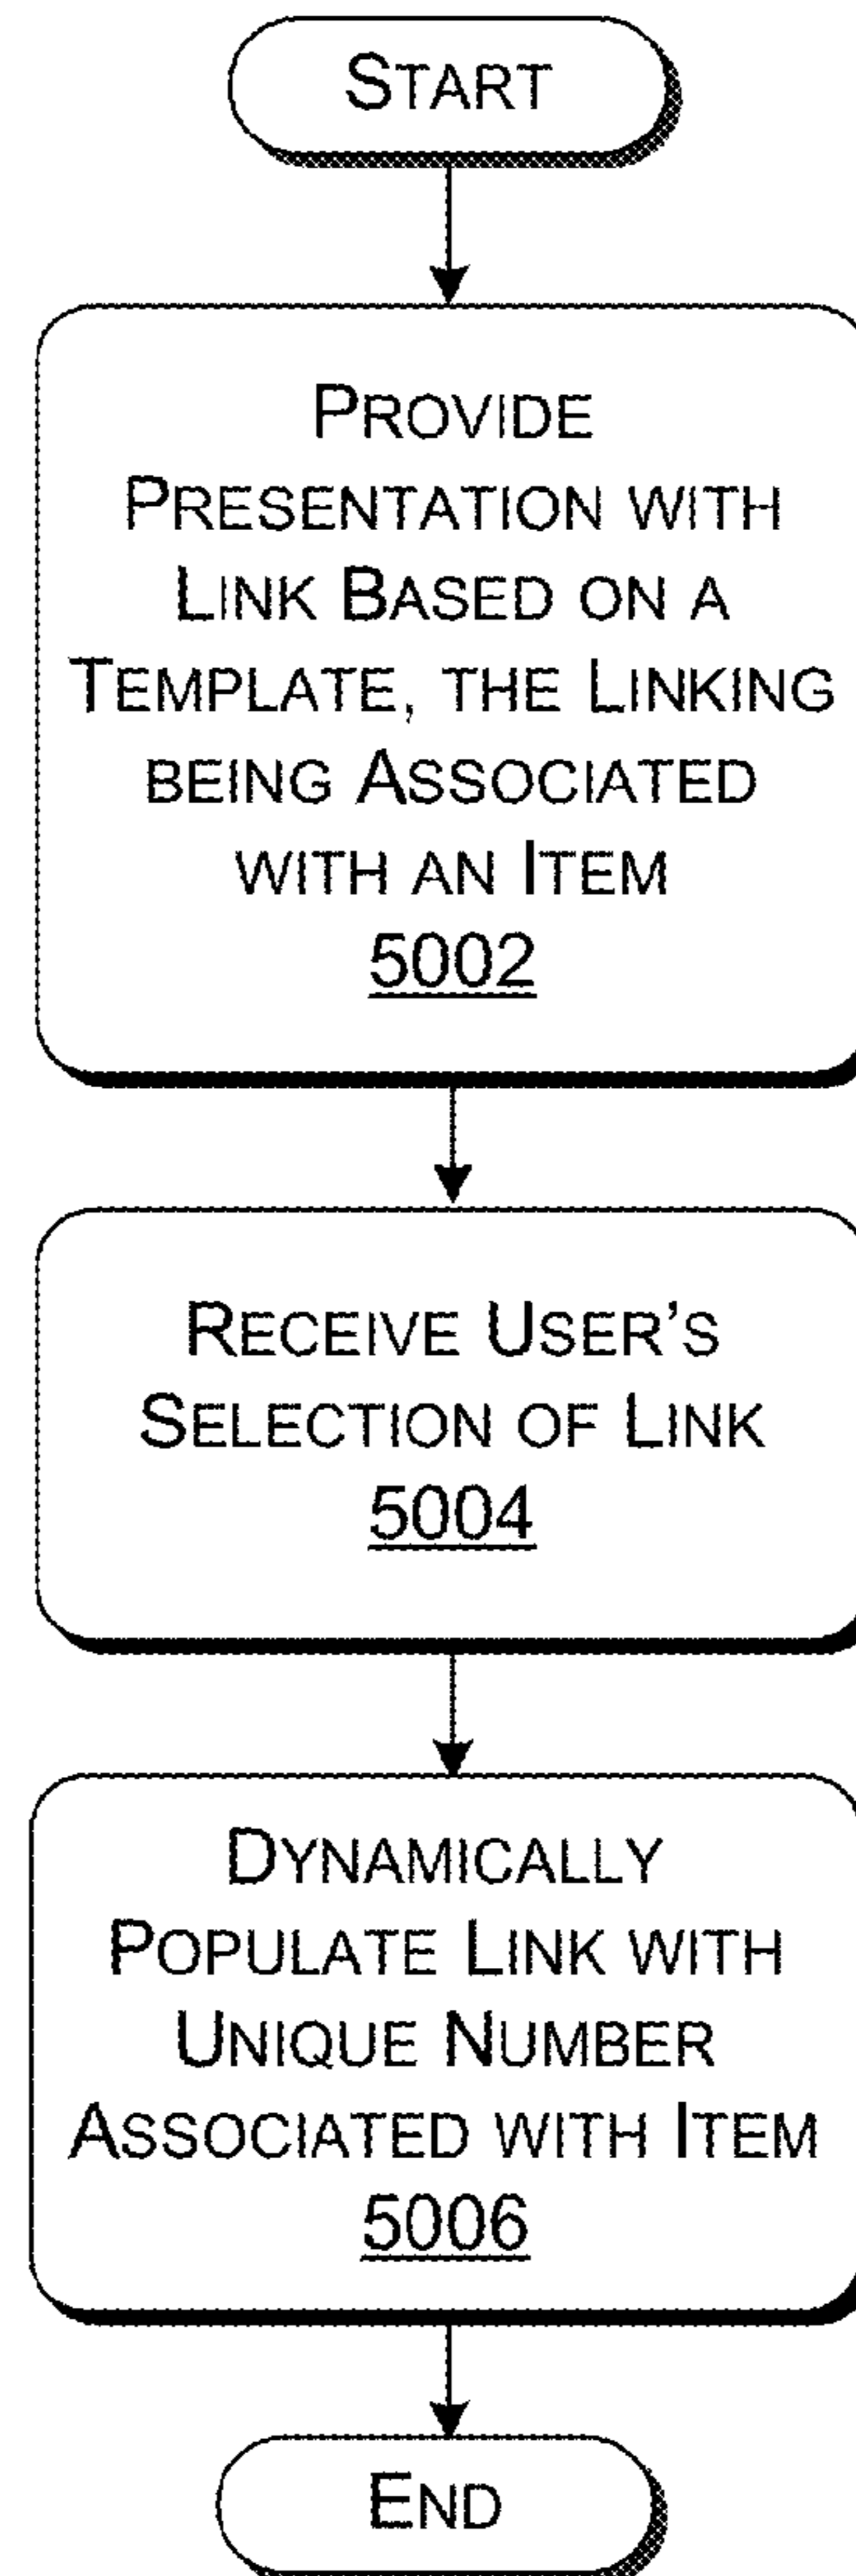 START
PROVIDE
PRESENTATION WITH
LINK BASED ON A
TEMPLATE, THE LINKING
BEING ASSOCIATED
WITH AN ITEM
5002
RECEIVE USER'S
SELECTION OF LINK
5004
DYNAMICALLY
POPULATE LINK WITH
UNIQUE NUMBER
ASSOCIATED WITH ITEM
5006
END